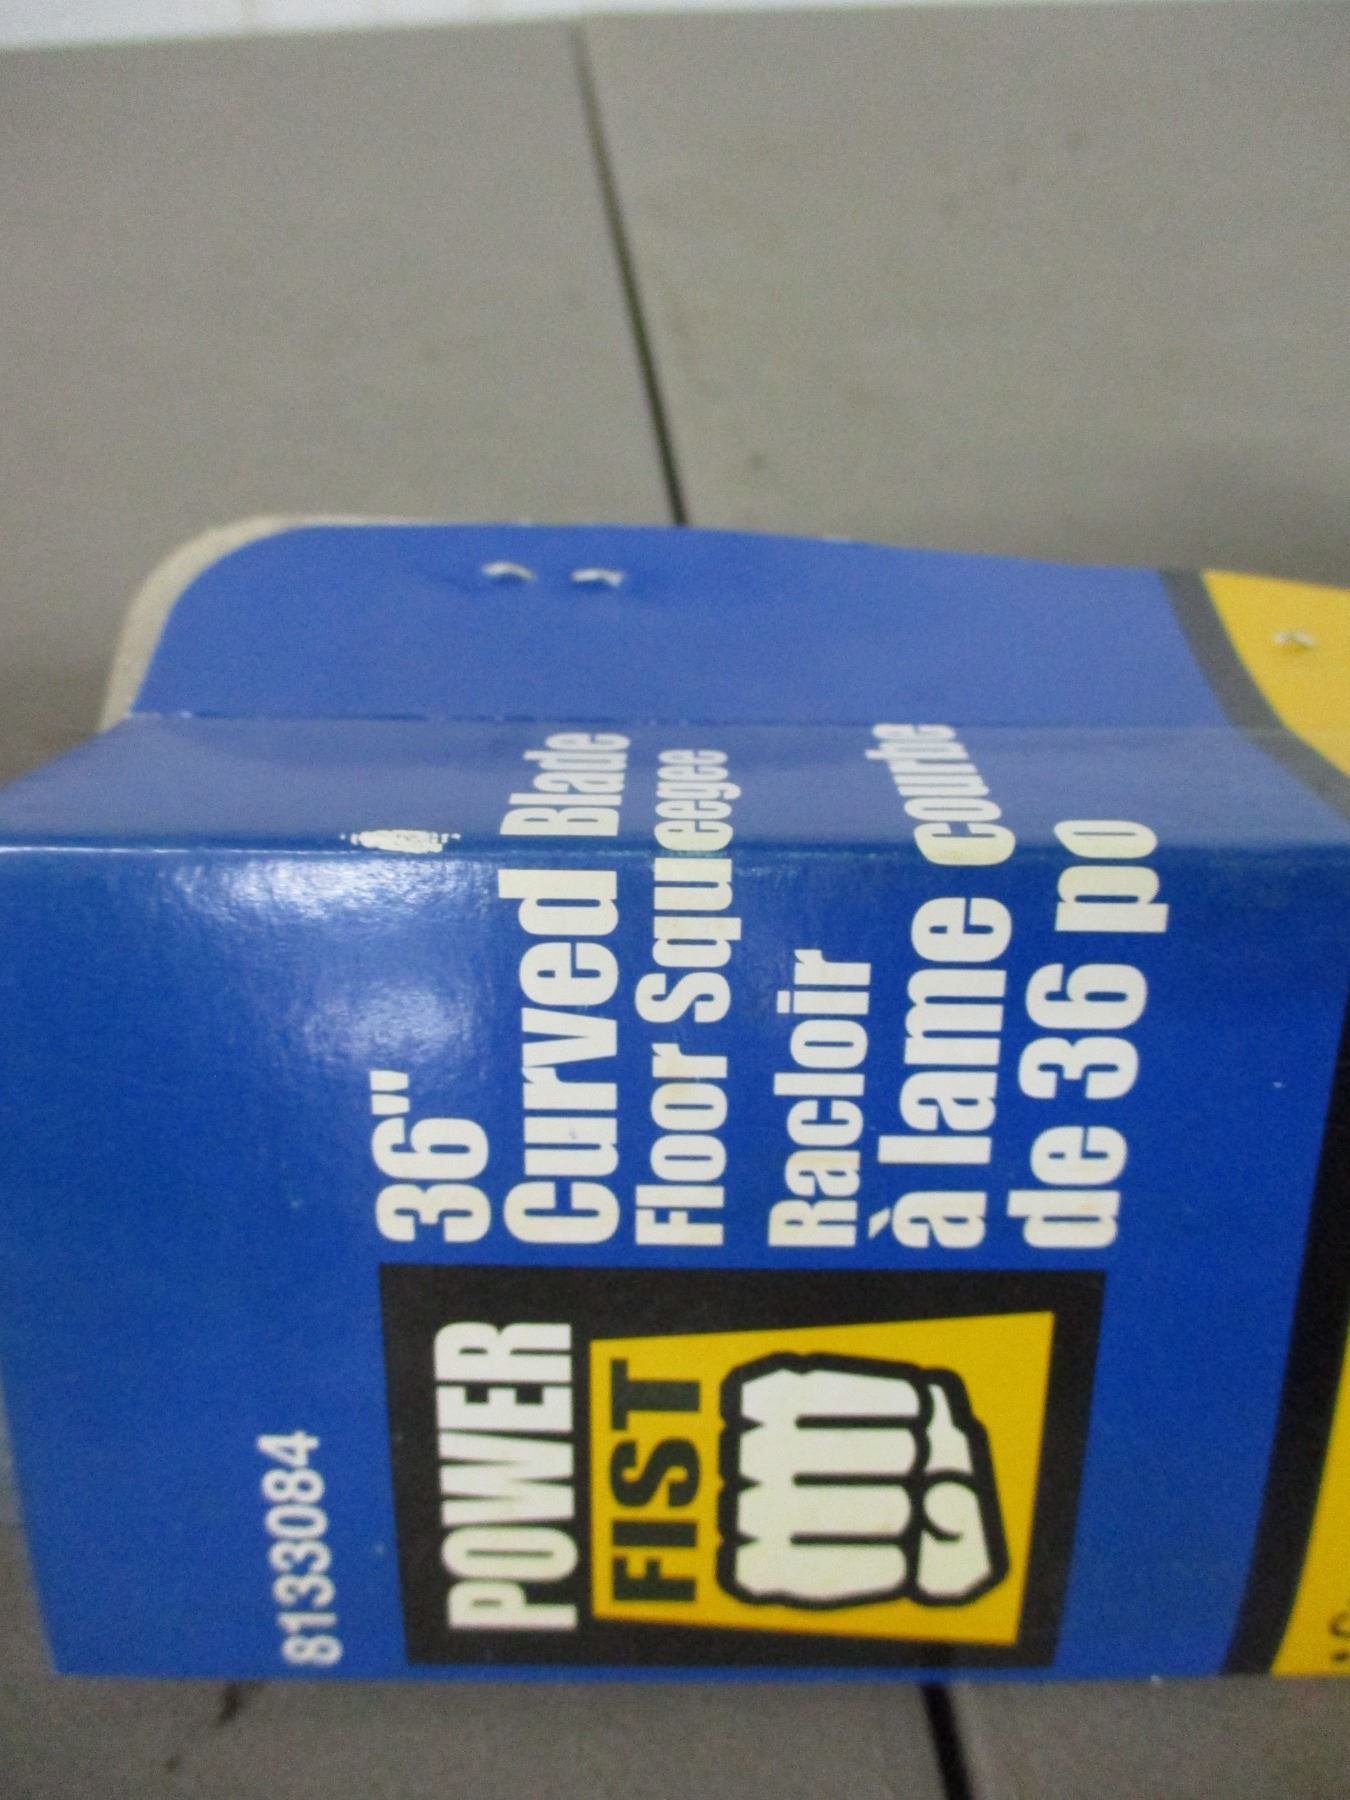 8133084
POWER
FIST
36"
Curved Blade
Floor Squeegee
Racloir
à lame courbe
de 36 po